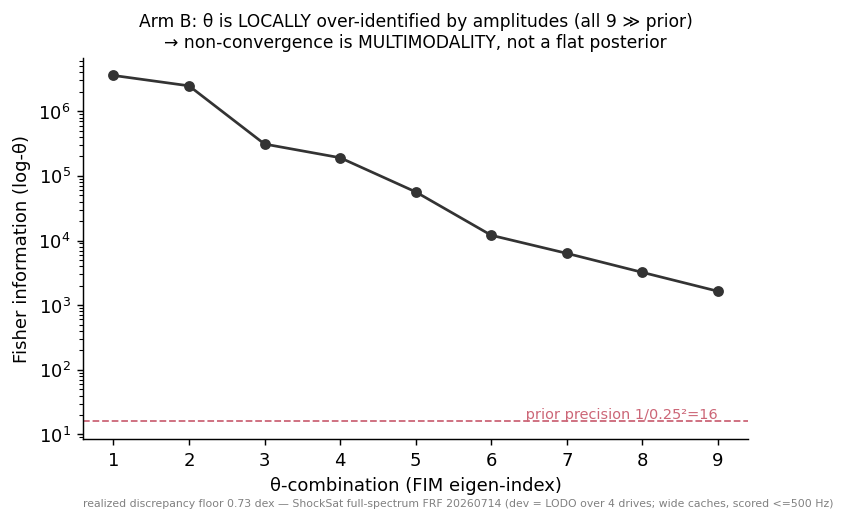 Arm B: θ is LOCALLY over-identified by amplitudes (all 9 ≫ prior)
→ non-convergence is MULTIMODALITY, not a flat posterior
Fisher information (log-θ)
10⁶
10⁵
10⁴
10³
10²
10¹
prior precision 1/0.25²=16
1 2 3 4 5 6 7 8 9
θ-combination (FIM eigen-index)
realized discrepancy floor 0.73 dex — ShockSat full-spectrum FRF 20260714 (dev = LODO over 4 drives; wide caches, scored <=500 Hz)